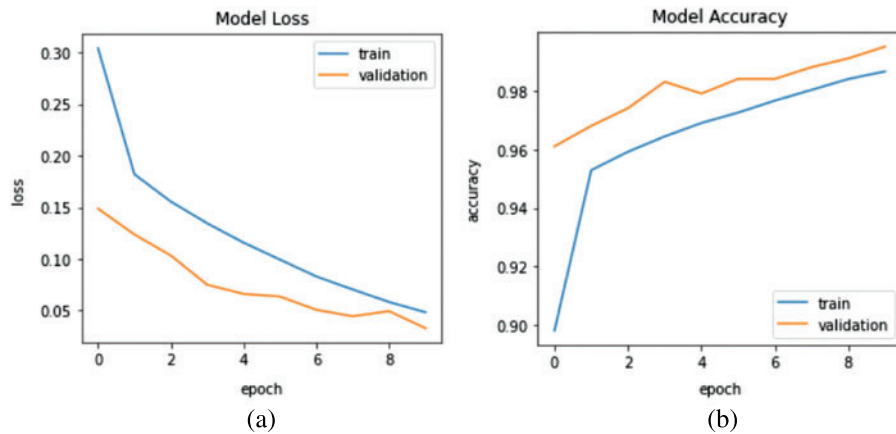 Model Loss
0.30
0.25
0.20
0.15
0.10
0.05
loss
0
2
4
6
8
epoch
train
validation
(a)
Model Accuracy
0.98
0.96
0.94
0.92
0.90
accuracy
0
2
4
6
8
epoch
train
validation
(b)